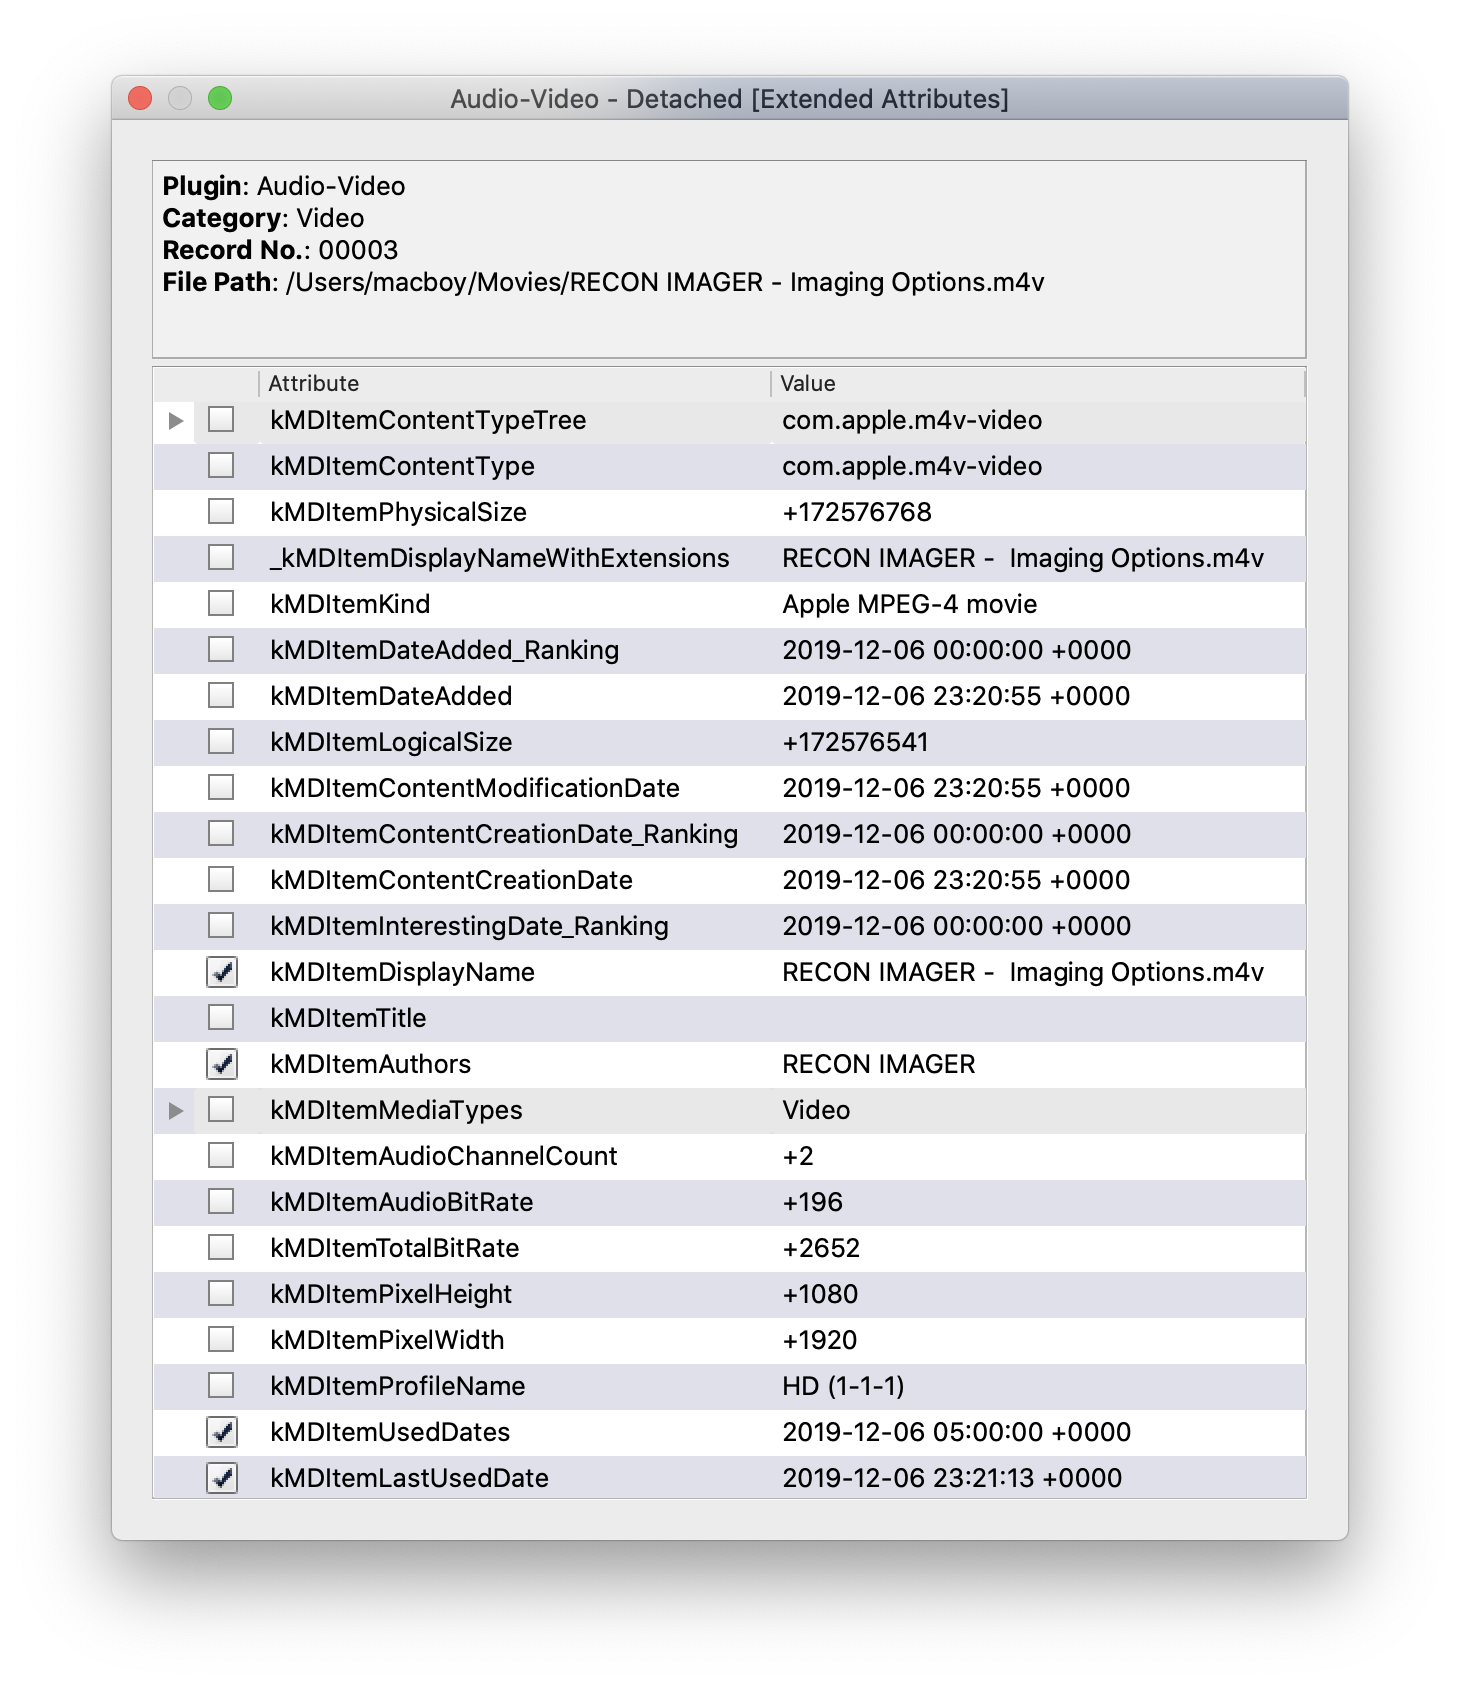 Audio-Video - Detached [Extended Attributes]
Plugin: Audio-Video
Category: Video
Record No.: 00003
File Path: /Users/macboy/Movies/RECON IMAGER - Imaging Options.m4v
Attribute Value
kMDItemContentTypeTree com.apple.m4v-video
kMDItemContentType com.apple.m4v-video
kMDItemPhysicalSize +172576768
_kMDItemDisplayNameWithExtensions RECON IMAGER -  Imaging Options.m4v
kMDItemKind Apple MPEG-4 movie
kMDItemDateAdded_Ranking 2019-12-06 00:00:00 +0000
kMDItemDateAdded 2019-12-06 23:20:55 +0000
kMDItemLogicalSize +172576541
kMDItemContentModificationDate 2019-12-06 23:20:55 +0000
kMDItemContentCreationDate_Ranking 2019-12-06 00:00:00 +0000
kMDItemContentCreationDate 2019-12-06 23:20:55 +0000
kMDItemInterestingDate_Ranking 2019-12-06 00:00:00 +0000
kMDItemDisplayName RECON IMAGER -  Imaging Options.m4v
kMDItemTitle
kMDItemAuthors RECON IMAGER
kMDItemMediaTypes Video
kMDItemAudioChannelCount +2
kMDItemAudioBitRate +196
kMDItemTotalBitRate +2652
kMDItemPixelHeight +1080
kMDItemPixelWidth +1920
kMDItemProfileName HD (1-1-1)
kMDItemUsedDates 2019-12-06 05:00:00 +0000
kMDItemLastUsedDate 2019-12-06 23:21:13 +0000